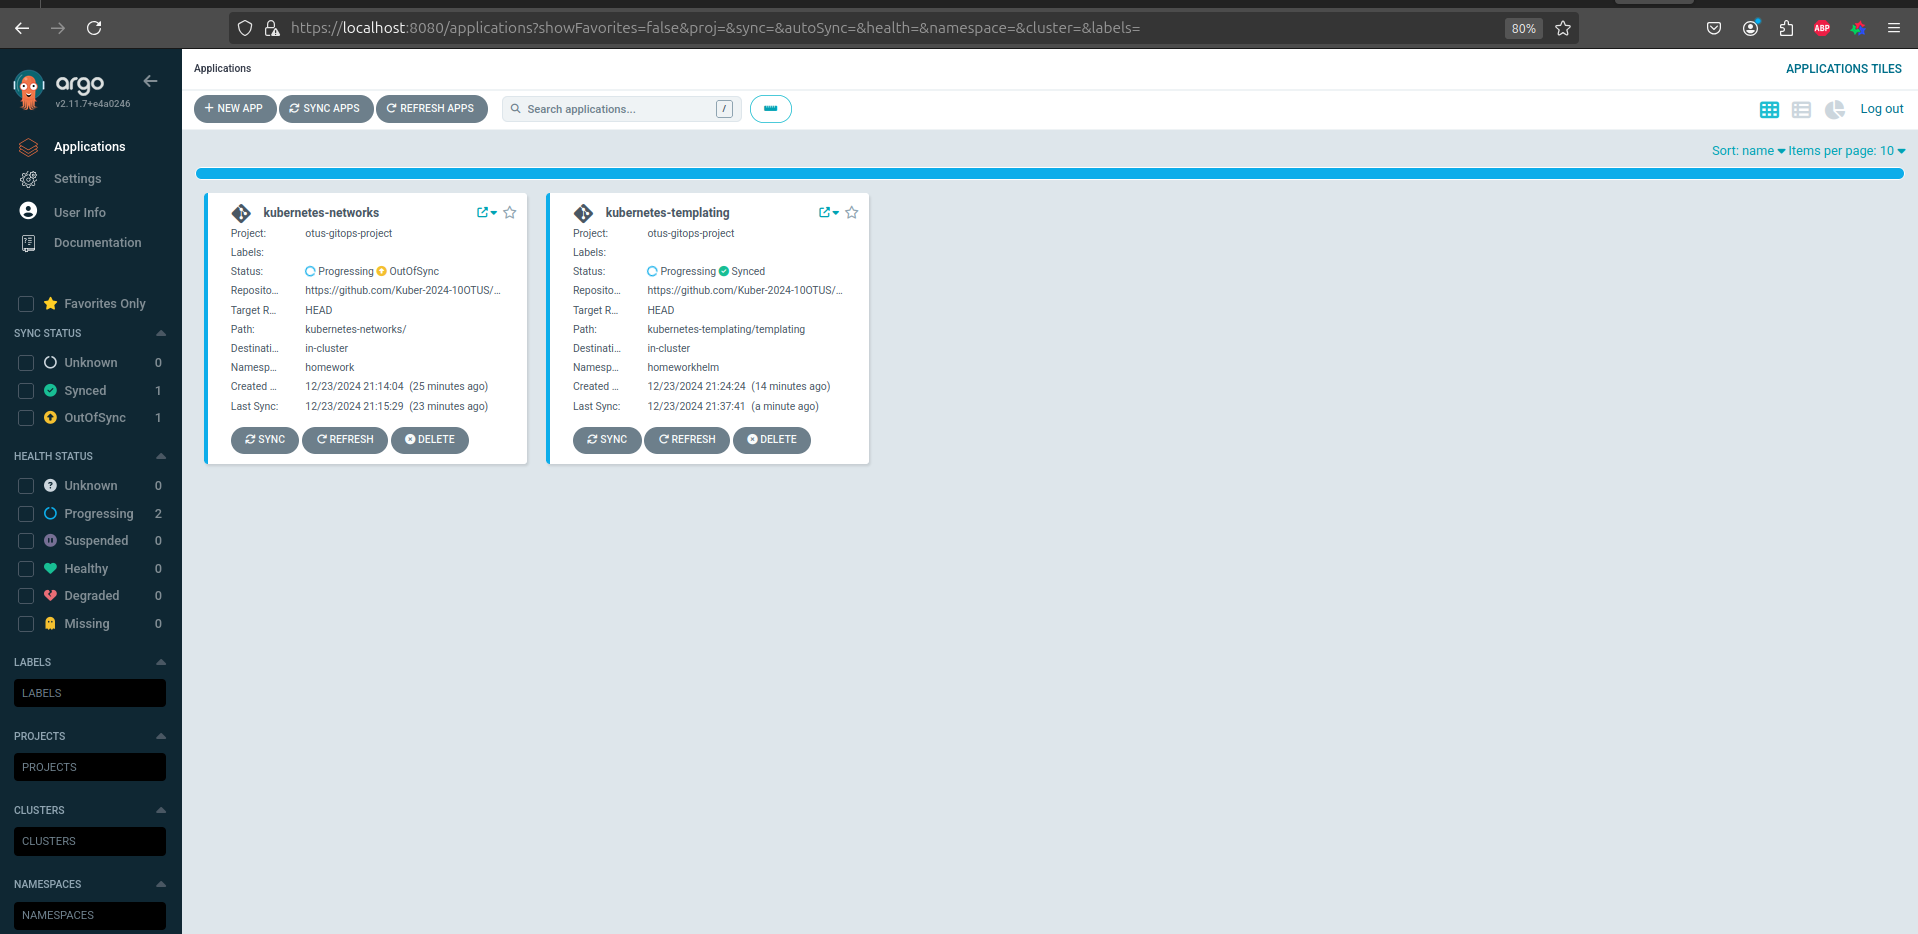 https://localhost:8080/applications?showFavorites=false&proj=&sync=&autoSync=&health=&namespace=&cluster=&labels=
80%
ABP
argo
v2.11.7+e4a0246
Applications
Settings
User Info
Documentation
Favorites Only
SYNC STATUS
Unknown 0
Synced 1
OutOfSync 1
HEALTH STATUS
Unknown 0
Progressing 2
Suspended 0
Healthy 0
Degraded 0
Missing 0
LABELS
LABELS
PROJECTS
PROJECTS
CLUSTERS
CLUSTERS
NAMESPACES
NAMESPACES
Applications
APPLICATIONS TILES
+ NEW APP SYNC APPS REFRESH APPS Search applications... /
Log out
Sort: name Items per page: 10
kubernetes-networks
Project: otus-gitops-project
Labels:
Status: Progressing OutOfSync
Reposito... https://github.com/Kuber-2024-10OTUS/...
Target R... HEAD
Path: kubernetes-networks/
Destinati... in-cluster
Namesp... homework
Created ... 12/23/2024 21:14:04 (25 minutes ago)
Last Sync: 12/23/2024 21:15:29 (23 minutes ago)
SYNC REFRESH DELETE
kubernetes-templating
Project: otus-gitops-project
Labels:
Status: Progressing Synced
Reposito... https://github.com/Kuber-2024-10OTUS/...
Target R... HEAD
Path: kubernetes-templating/templating
Destinati... in-cluster
Namesp... homeworkhelm
Created ... 12/23/2024 21:24:24 (14 minutes ago)
Last Sync: 12/23/2024 21:37:41 (a minute ago)
SYNC REFRESH DELETE